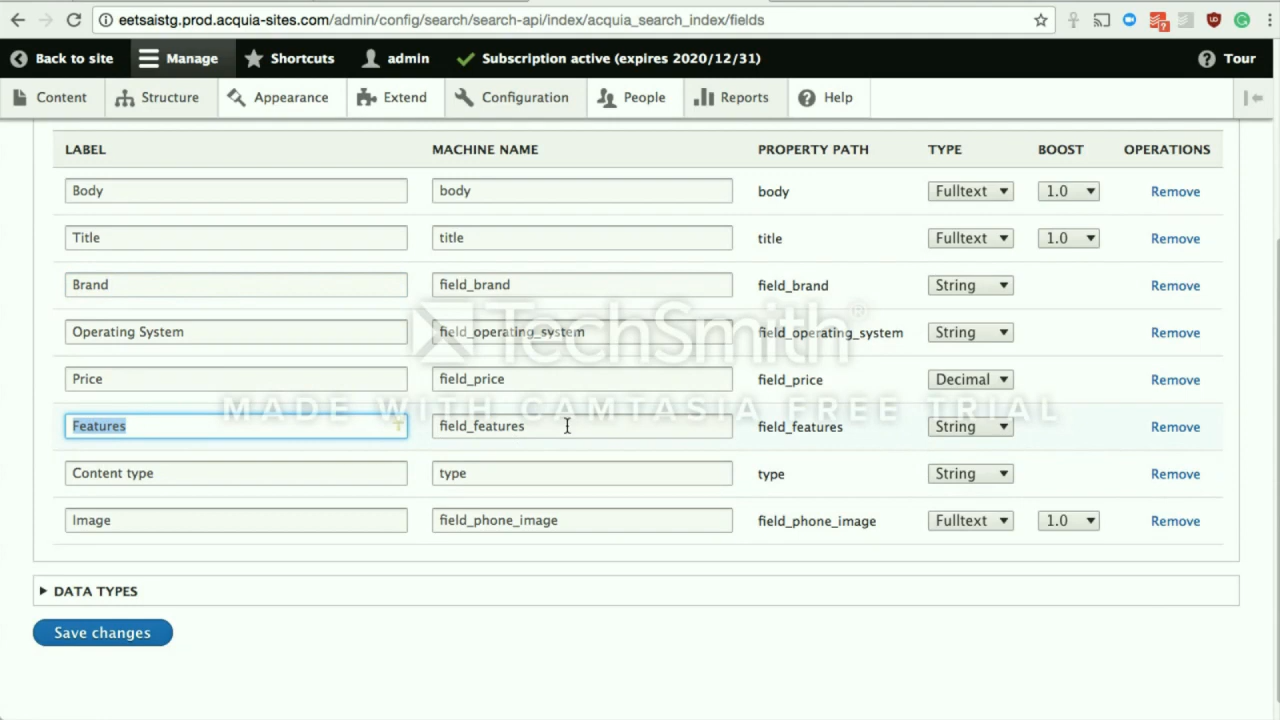 eetsaistg.prod.acquia-sites.com/admin/config/search/search-api/index/acquia_search_index/fields
Back to site Manage Shortcuts admin Subscription active (expires 2020/12/31) Tour
Content Structure Appearance Extend Configuration People Reports Help
LABEL MACHINE NAME PROPERTY PATH TYPE BOOST OPERATIONS
Body body body Fulltext 1.0 Remove
Title title title Fulltext 1.0 Remove
Brand field_brand field_brand String Remove
TechSmith®
Operating System field_operating_system field_operating_system String Remove
Price field_price field_price Decimal Remove
MADE WITH CAMTASIA FREE TRIAL
Features field_features field_features String Remove
Content type type type String Remove
Image field_phone_image field_phone_image Fulltext 1.0 Remove
DATA TYPES
Save changes